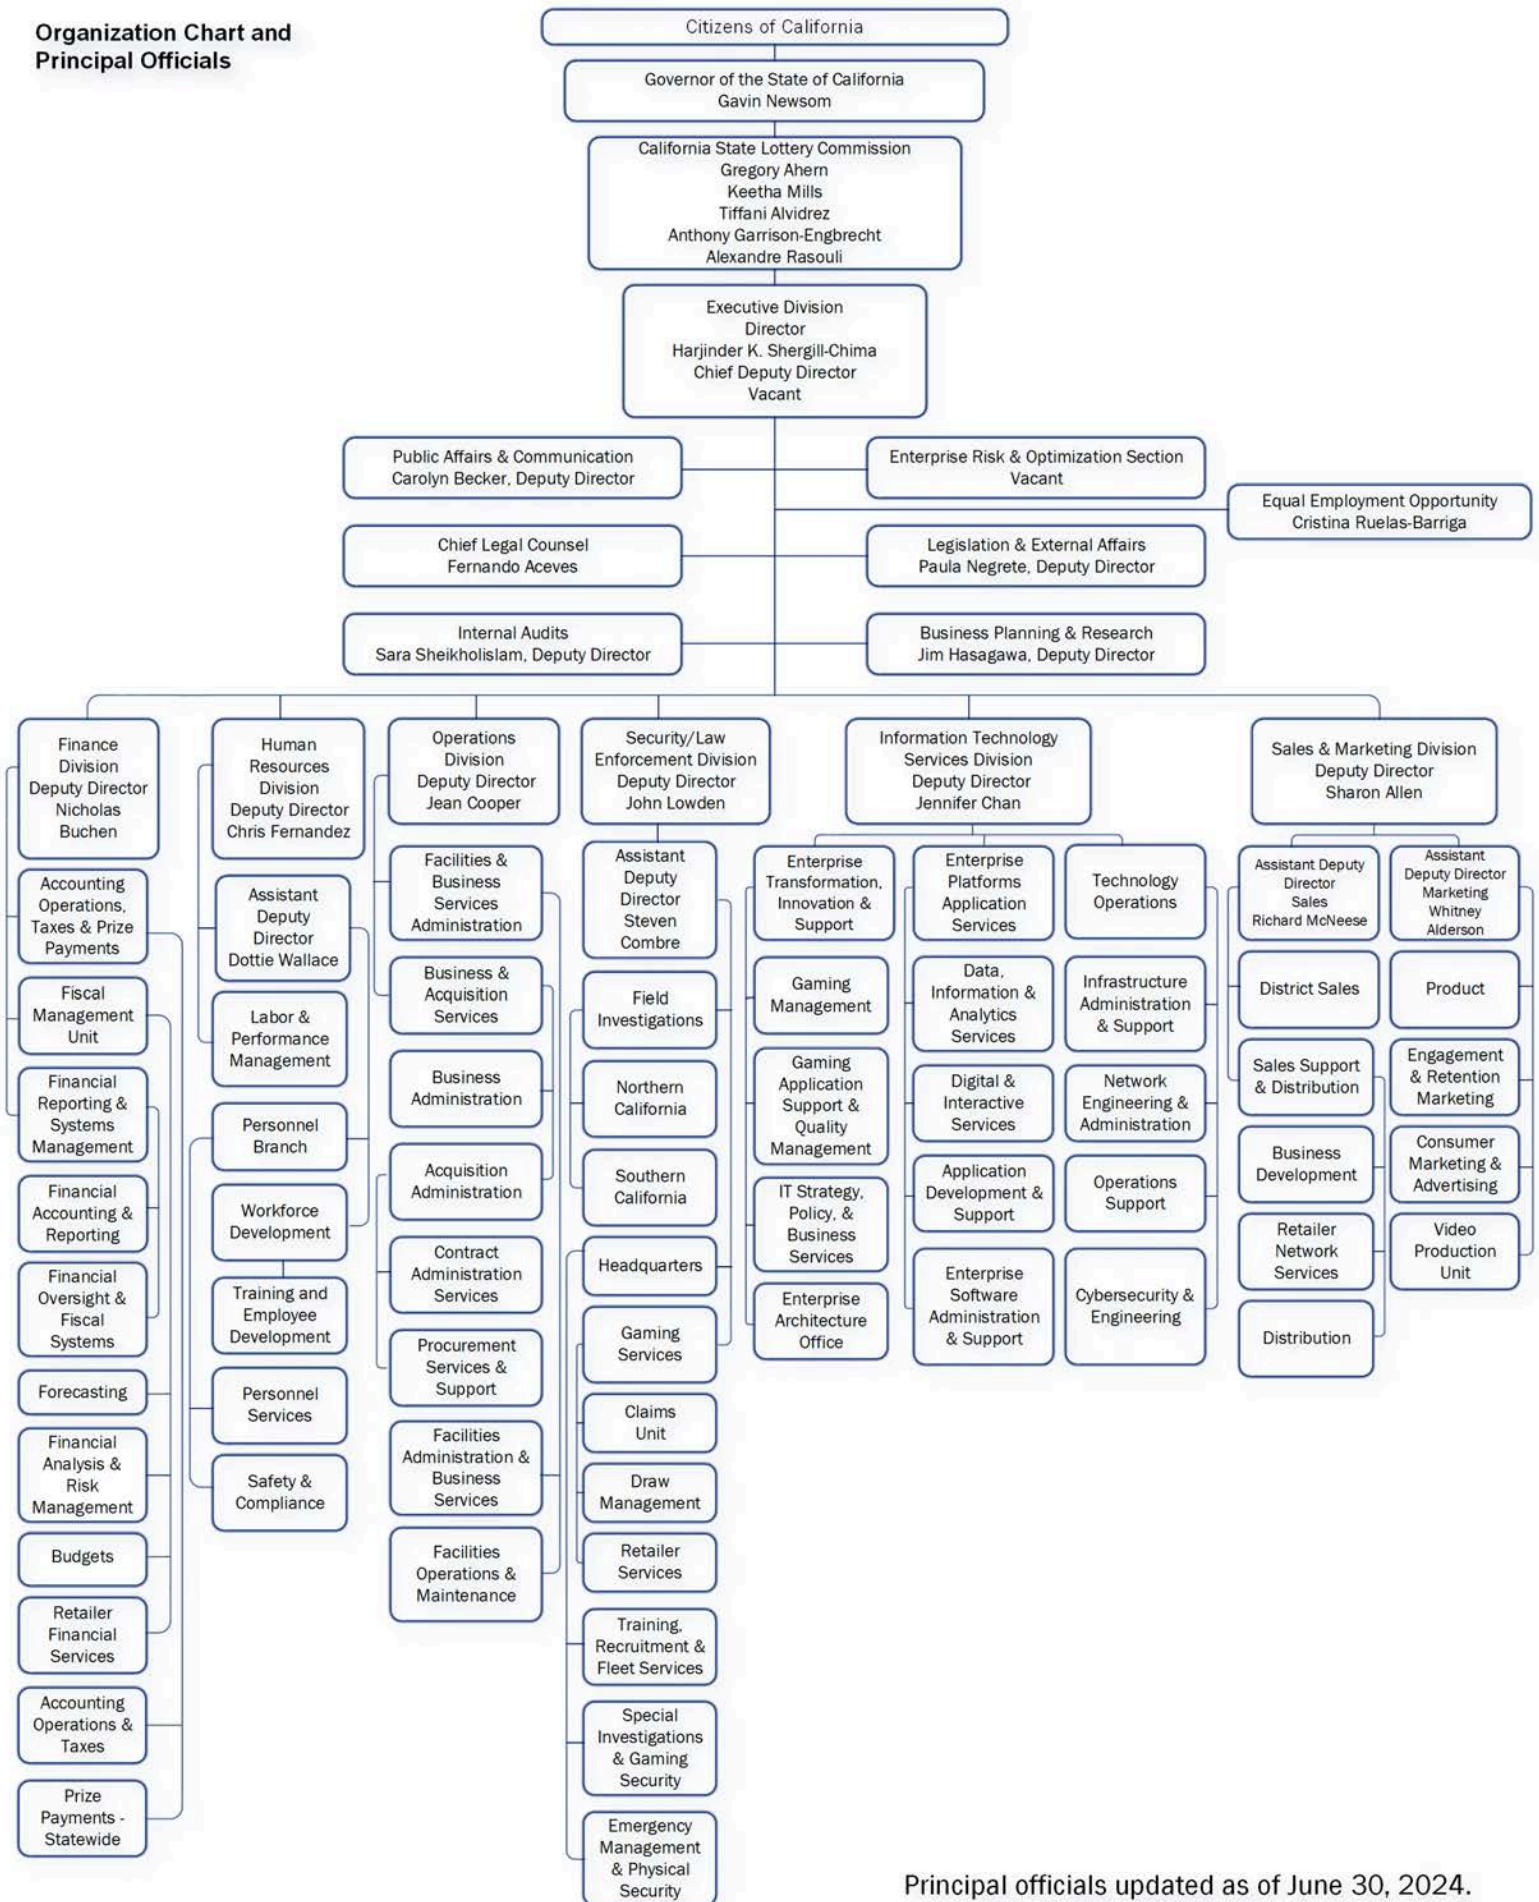 Organization Chart and
Principal Officials
Citizens of California
Governor of the State of California
Gavin Newsom
California State Lottery Commission
Gregory Ahern
Keetha Mills
Tiffani Alvidrez
Anthony Garrison-Engbrecht
Alexandre Rasouli
Executive Division
Director
Harjinder K. Shergill-Chima
Chief Deputy Director
Vacant
Public Affairs & Communication
Carolyn Becker, Deputy Director
Enterprise Risk & Optimization Section
Vacant
Equal Employment Opportunity
Cristina Ruelas-Barriga
Chief Legal Counsel
Fernando Aceves
Legislation & External Affairs
Paula Negrete, Deputy Director
Internal Audits
Sara Sheikholislam, Deputy Director
Business Planning & Research
Jim Hasagawa, Deputy Director
Finance
Division
Deputy Director
Nicholas
Buchen
Accounting
Operations,
Taxes & Prize
Payments
Fiscal
Management
Unit
Financial
Reporting &
Systems
Management
Financial
Accounting &
Reporting
Financial
Oversight &
Fiscal
Systems
Forecasting
Financial
Analysis &
Risk
Management
Budgets
Retailer
Financial
Services
Accounting
Operations &
Taxes
Prize
Payments -
Statewide
Human
Resources
Division
Deputy Director
Chris Fernandez
Assistant
Deputy
Director
Dottie Wallace
Labor &
Performance
Management
Personnel
Branch
Workforce
Development
Training and
Employee
Development
Personnel
Services
Safety &
Compliance
Operations
Division
Deputy Director
Jean Cooper
Facilities &
Business
Services
Administration
Business &
Acquisition
Services
Business
Administration
Acquisition
Administration
Contract
Administration
Services
Procurement
Services &
Support
Facilities
Administration &
Business
Services
Facilities
Operations &
Maintenance
Security/Law
Enforcement Division
Deputy Director
John Lowden
Assistant
Deputy
Director
Steven
Combre
Field
Investigations
Northern
California
Southern
California
Headquarters
Gaming
Services
Claims
Unit
Draw
Management
Retailer
Services
Training,
Recruitment &
Fleet Services
Special
Investigations
& Gaming
Security
Emergency
Management
& Physical
Security
Information Technology
Services Division
Deputy Director
Jennifer Chan
Enterprise
Transformation,
Innovation &
Support
Gaming
Management
Gaming
Application
Support &
Quality
Management
IT Strategy,
Policy, &
Business
Services
Enterprise
Architecture
Office
Enterprise
Platforms
Application
Services
Data,
Information &
Analytics
Services
Digital &
Interactive
Services
Application
Development &
Support
Enterprise
Software
Administration
& Support
Technology
Operations
Infrastructure
Administration
& Support
Network
Engineering &
Administration
Operations
Support
Cybersecurity &
Engineering
Sales & Marketing Division
Deputy Director
Sharon Allen
Assistant Deputy
Director
Sales
Richard McNeese
District Sales
Sales Support
& Distribution
Business
Development
Retailer
Network
Services
Distribution
Assistant
Deputy Director
Marketing
Whitney
Alderson
Product
Engagement
& Retention
Marketing
Consumer
Marketing &
Advertising
Video
Production
Unit
Principal officials updated as of June 30, 2024.